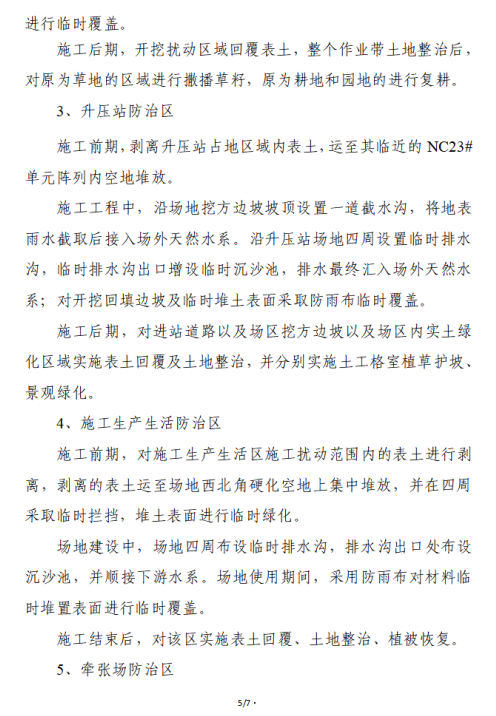 进行临时覆盖。
施工后期，开挖扰动区域回覆表土，整个作业带土地整治后，
对原为草地的区域进行撒播草籽，原为耕地和园地的进行复耕。
3、升压站防治区
施工前期，剥离升压站占地区域内表土，运至其临近的 NC23#
单元阵列内空地堆放。
施工工程中，沿场地挖方边坡坡顶设置一道截水沟，将地表
雨水截取后接入场外天然水系。沿升压站场地四周设置临时排水
沟，临时排水沟出口增设临时沉沙池，排水最终汇入场外天然水
系；对开挖回填边坡及临时堆土表面采取防雨布临时覆盖。
施工后期，对进站道路以及场区挖方边坡以及场区内实土绿
化区域实施表土回覆及土地整治，并分别实施土工格室植草护坡、
景观绿化。
4、施工生产生活防治区
施工前期，对施工生产生活区施工扰动范围内的表土进行剥
离，剥离的表土运至场地西北角硬化空地上集中堆放，并在四周
采取临时拦挡，堆土表面进行临时绿化。
场地建设中，场地四周布设临时排水沟，排水沟出口处布设
沉沙池，并顺接下游水系。场地使用期间，采用防雨布对材料临
时堆置表面进行临时覆盖。
施工结束后，对该区实施表土回覆、土地整治、植被恢复。
5、牵张场防治区
5/7